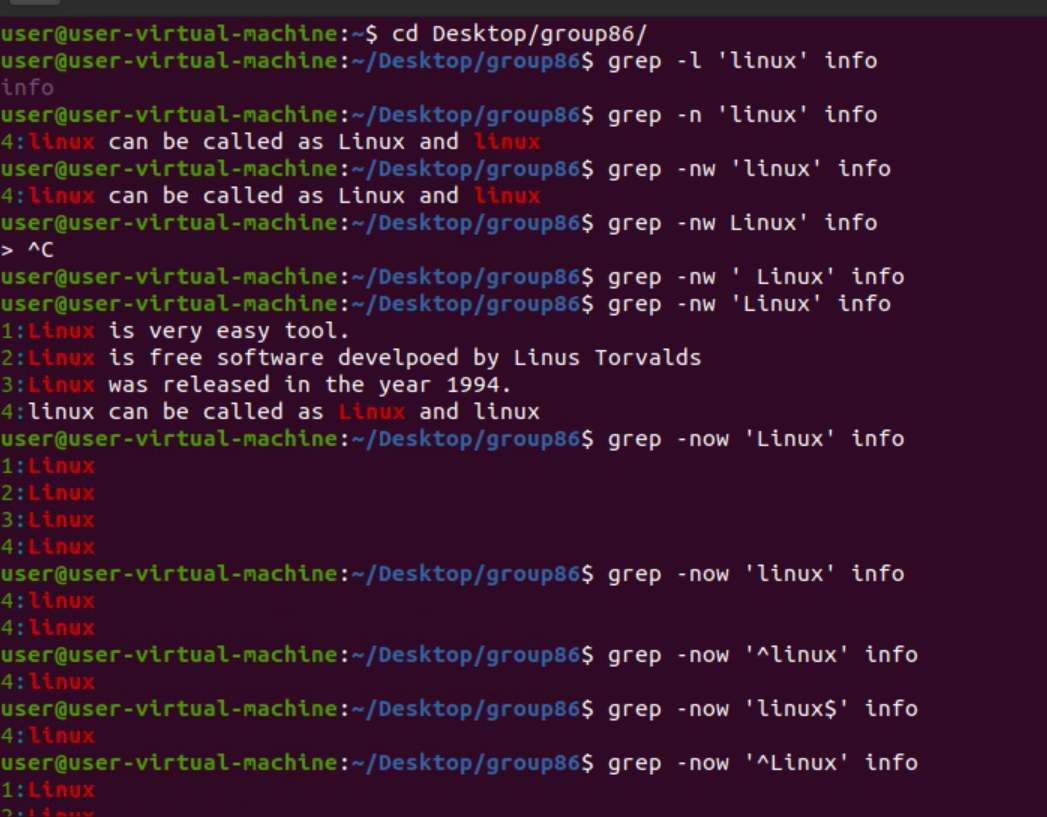 user@user-virtual-machine:~$ cd Desktop/group86/
user@user-virtual-machine:~/Desktop/group86$ grep -l 'linux' info
info
user@user-virtual-machine:~/Desktop/group86$ grep -n 'linux' info
4:linux can be called as Linux and linux
user@user-virtual-machine:~/Desktop/group86$ grep -nw 'linux' info
4:linux can be called as Linux and linux
user@user-virtual-machine:~/Desktop/group86$ grep -nw Linux' info
> ^C
user@user-virtual-machine:~/Desktop/group86$ grep -nw ' Linux' info
user@user-virtual-machine:~/Desktop/group86$ grep -nw 'Linux' info
1:Linux is very easy tool.
2:Linux is free software develpoed by Linus Torvalds
3:Linux was released in the year 1994.
4:linux can be called as Linux and linux
user@user-virtual-machine:~/Desktop/group86$ grep -now 'Linux' info
1:Linux
2:Linux
3:Linux
4:Linux
user@user-virtual-machine:~/Desktop/group86$ grep -now 'linux' info
4:linux
4:linux
user@user-virtual-machine:~/Desktop/group86$ grep -now '^linux' info
4:linux
user@user-virtual-machine:~/Desktop/group86$ grep -now 'linux$' info
4:linux
user@user-virtual-machine:~/Desktop/group86$ grep -now '^Linux' info
1:Linux
2:Linux